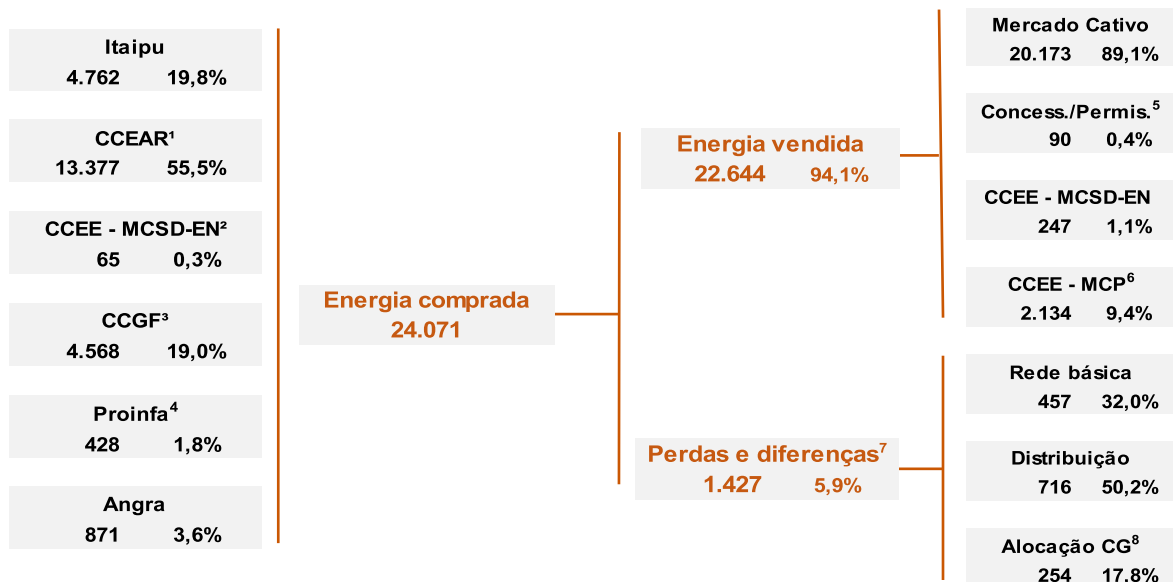 Itaipu
4.762 19,8%
CCEAR¹
13.377 55,5%
CCEE - MCSD-EN²
65 0,3%
CCGF³
4.568 19,0%
Proinfa⁴
428 1,8%
Angra
871 3,6%
Energia comprada
24.071
Energia vendida
22.644 94,1%
Perdas e diferenças⁷
1.427 5,9%
Mercado Cativo
20.173 89,1%
Concess./Permis.⁵
90 0,4%
CCEE - MCSD-EN
247 1,1%
CCEE - MCP⁶
2.134 9,4%
Rede básica
457 32,0%
Distribuição
716 50,2%
Alocação CG⁸
254 17,8%